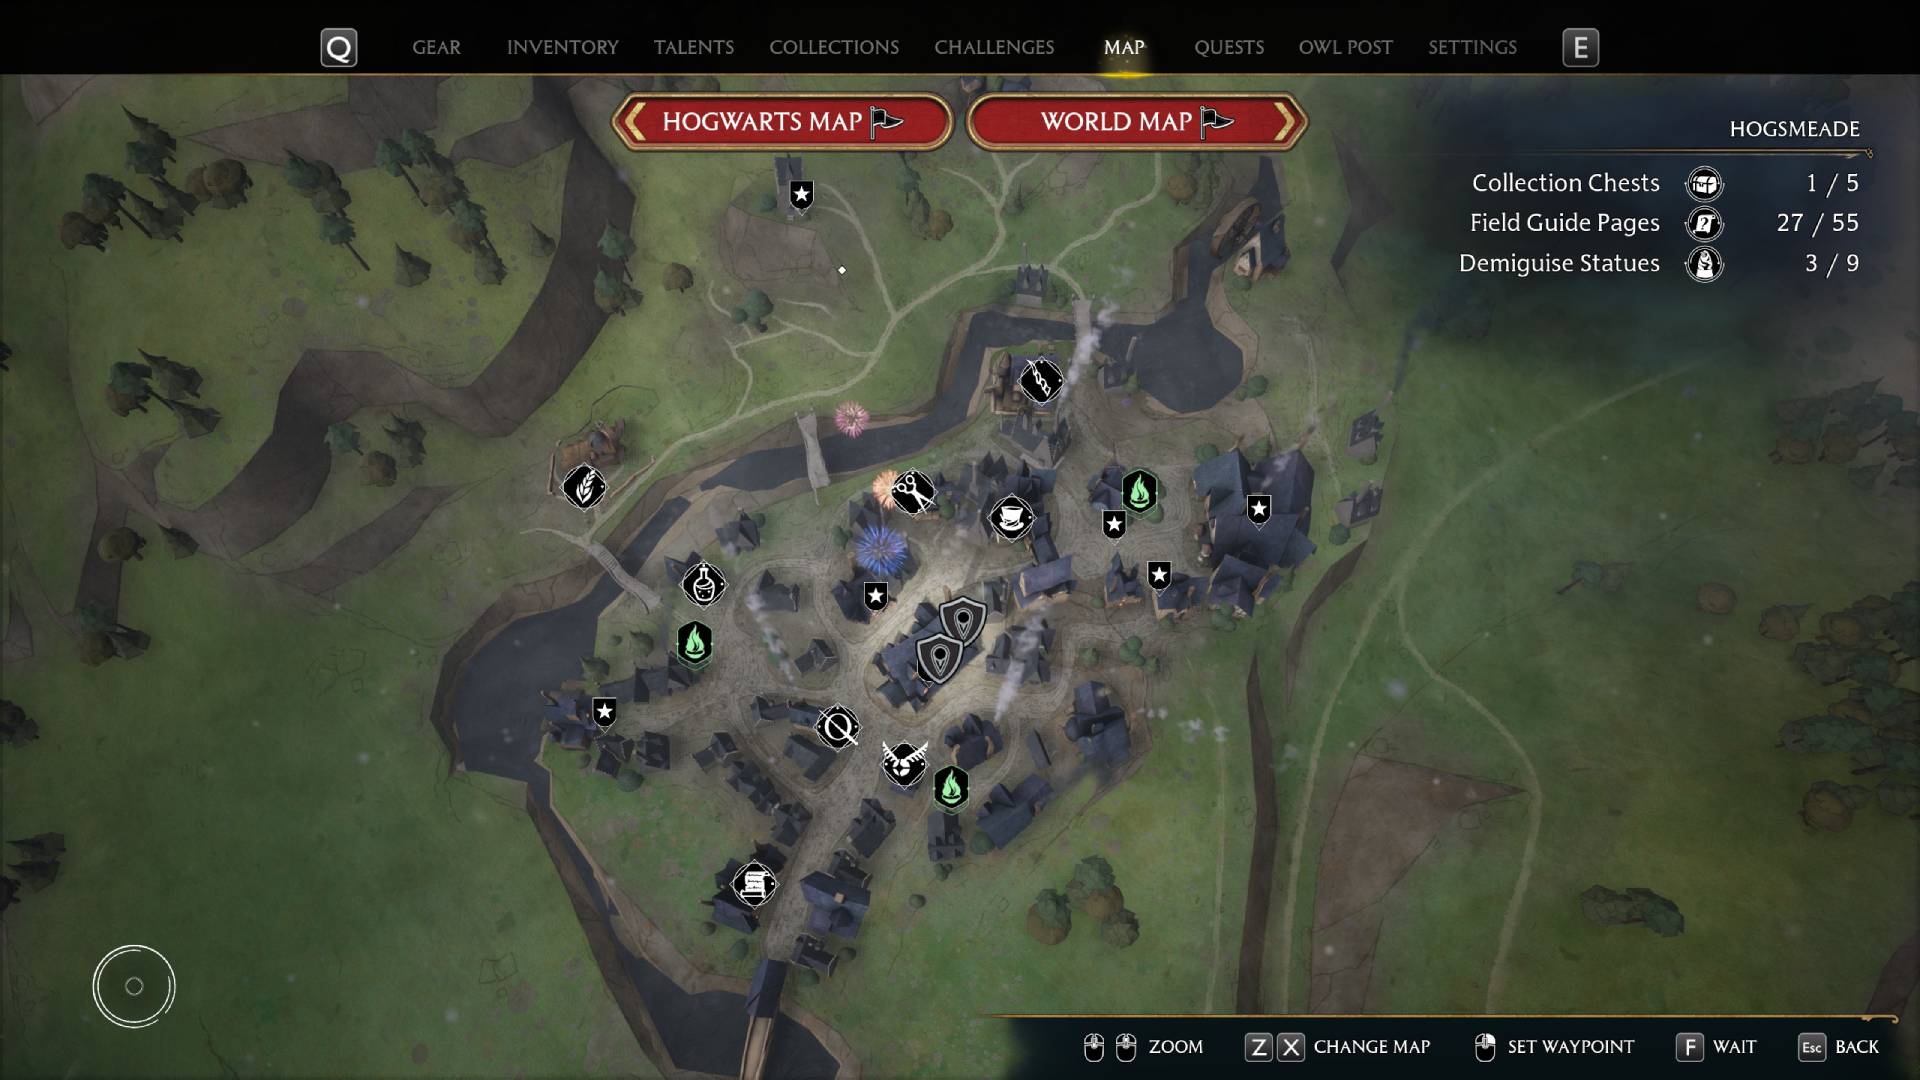 Q GEAR INVENTORY TALENTS COLLECTIONS CHALLENGES MAP QUESTS OWL POST SETTINGS E
HOGWARTS MAP WORLD MAP
HOGSMEADE
Collection Chests 1 / 5
Field Guide Pages 27 / 55
Demiguise Statues 3 / 9
Z X CHANGE MAP
ZOOM
SET WAYPOINT
F WAIT
Esc BACK